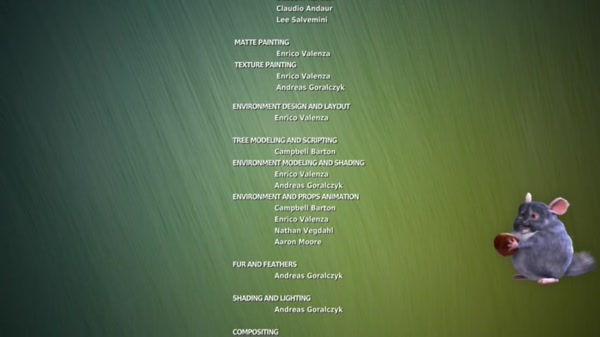 Claudio Andaur
Lee Salvemini
MATTE PAINTING
Enrico Valenza
TEXTURE PAINTING
Enrico Valenza
Andreas Goralczyk
ENVIRONMENT DESIGN AND LAYOUT
Enrico Valenza
TREE MODELING AND SCRIPTING
Campbell Barton
ENVIRONMENT MODELING AND SHADING
Enrico Valenza
Andreas Goralczyk
ENVIRONMENT AND PROPS ANIMATION
Campbell Barton
Enrico Valenza
Nathan Vegdahl
Aaron Moore
FUR AND FEATHERS
Andreas Goralczyk
SHADING AND LIGHTING
Andreas Goralczyk
COMPOSITING